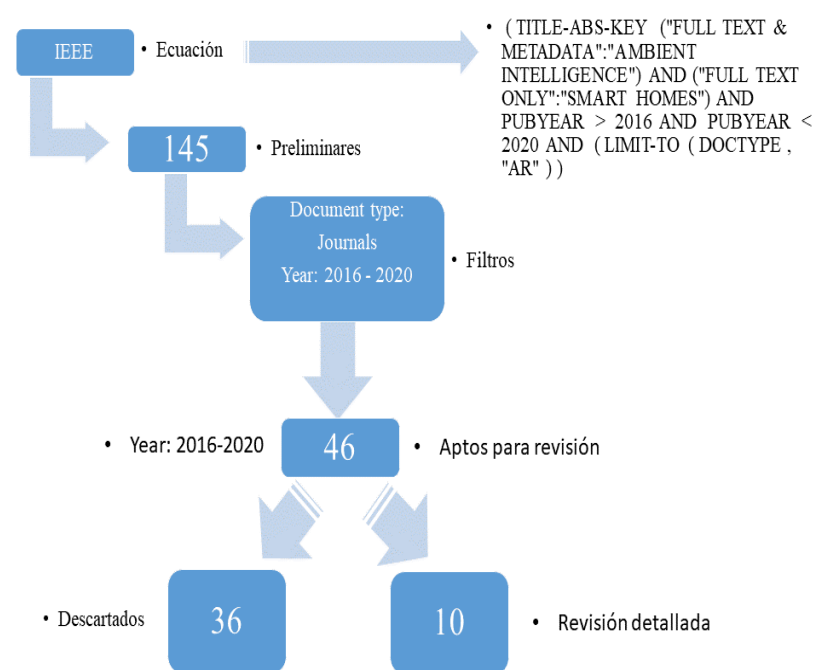 IEEE
• Ecuación
• ( TITLE-ABS-KEY ("FULL TEXT &
METADATA":"AMBIENT
INTELLIGENCE") AND ("FULL TEXT
ONLY":"SMART HOMES") AND
PUBYEAR > 2016 AND PUBYEAR <
2020 AND ( LIMIT-TO ( DOCTYPE ,
"AR" ) )
145
• Preliminares
Document type:
Journals
Year: 2016 - 2020
• Filtros
• Year: 2016-2020
46
• Aptos para revisión
• Descartados
36
10
• Revisión detallada